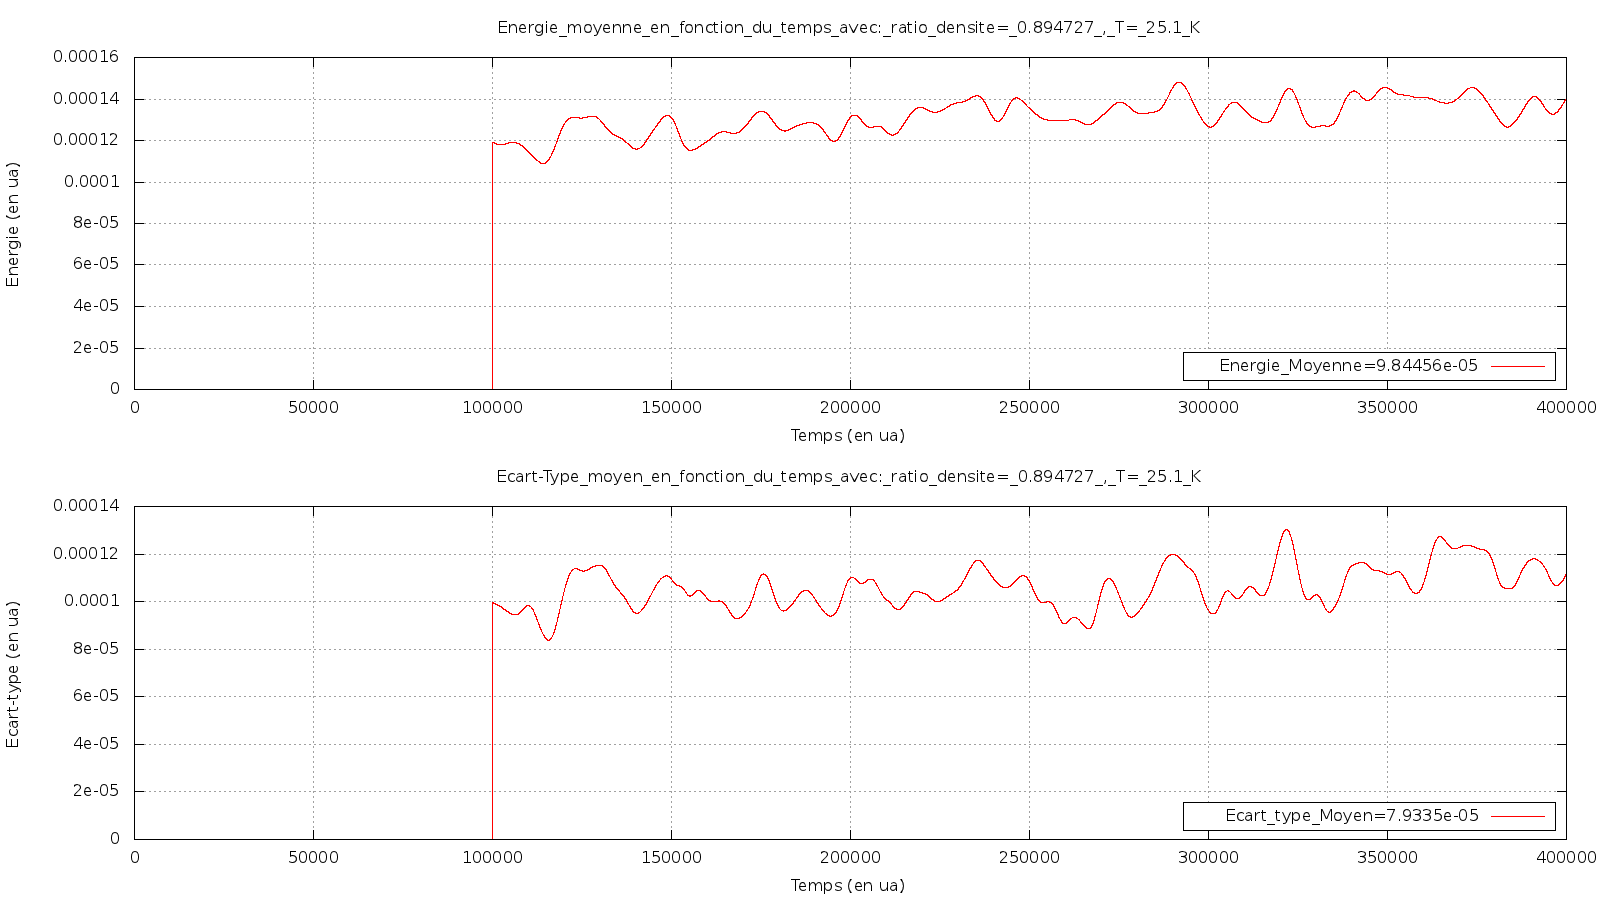 Energie_moyenne_en_fonction_du_temps_avec:_ratio_densite=_0.894727_,_T=_25.1_K
0.00016
0.00014
0.00012
0.0001
8e-05
6e-05
4e-05
2e-05
0
Energie (en ua)
Energie_Moyenne=9.84456e-05
0 50000 100000 150000 200000 250000 300000 350000 400000
Temps (en ua)
Ecart-Type_moyen_en_fonction_du_temps_avec:_ratio_densite=_0.894727_,_T=_25.1_K
0.00014
0.00012
0.0001
8e-05
6e-05
4e-05
2e-05
0
Ecart-type (en ua)
Ecart_type_Moyen=7.9335e-05
0 50000 100000 150000 200000 250000 300000 350000 400000
Temps (en ua)